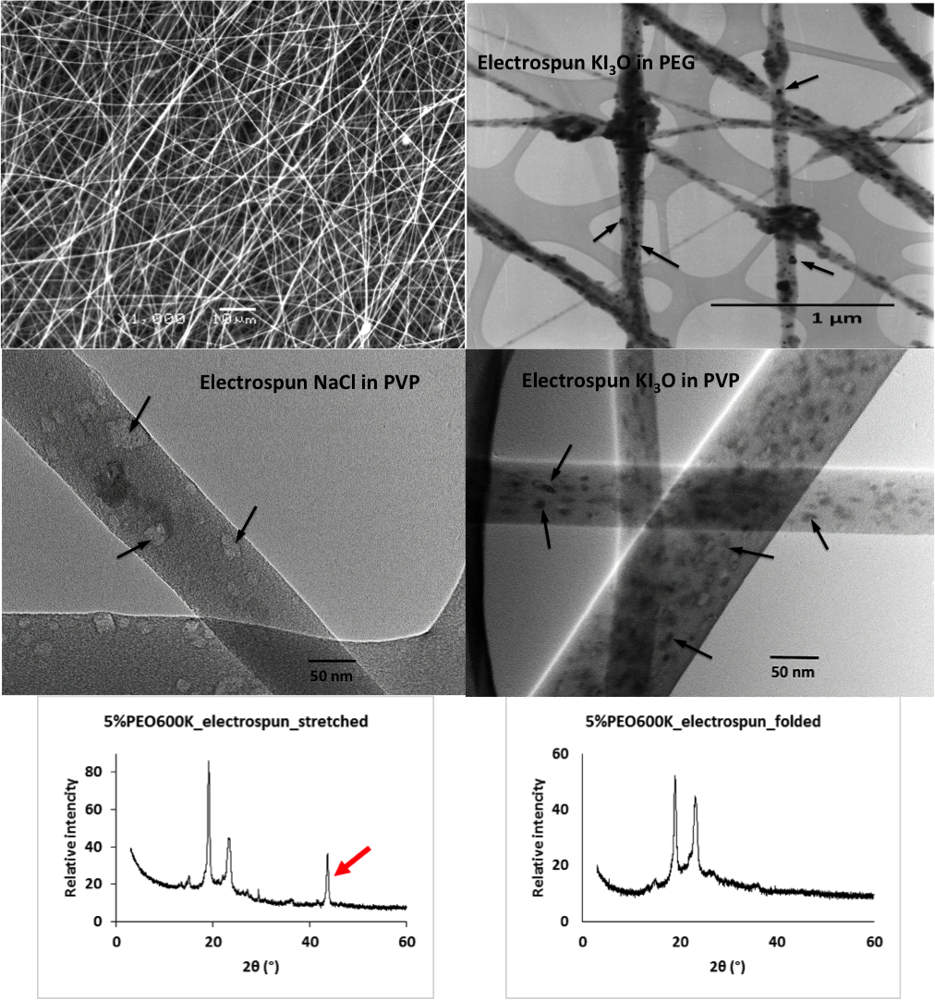 ×1,000 10μm
Electrospun KI₃O in PEG
1 μm
Electrospun NaCl in PVP
50 nm
Electrospun KI₃O in PVP
50 nm
5%PEO600K_electrospun_stretched
Relative intencity
80
60
40
20
0
0 20 40 60
2θ (°)
5%PEO600K_electrospun_folded
Relative intencity
60
40
20
0
0 20 40 60
2θ (°)